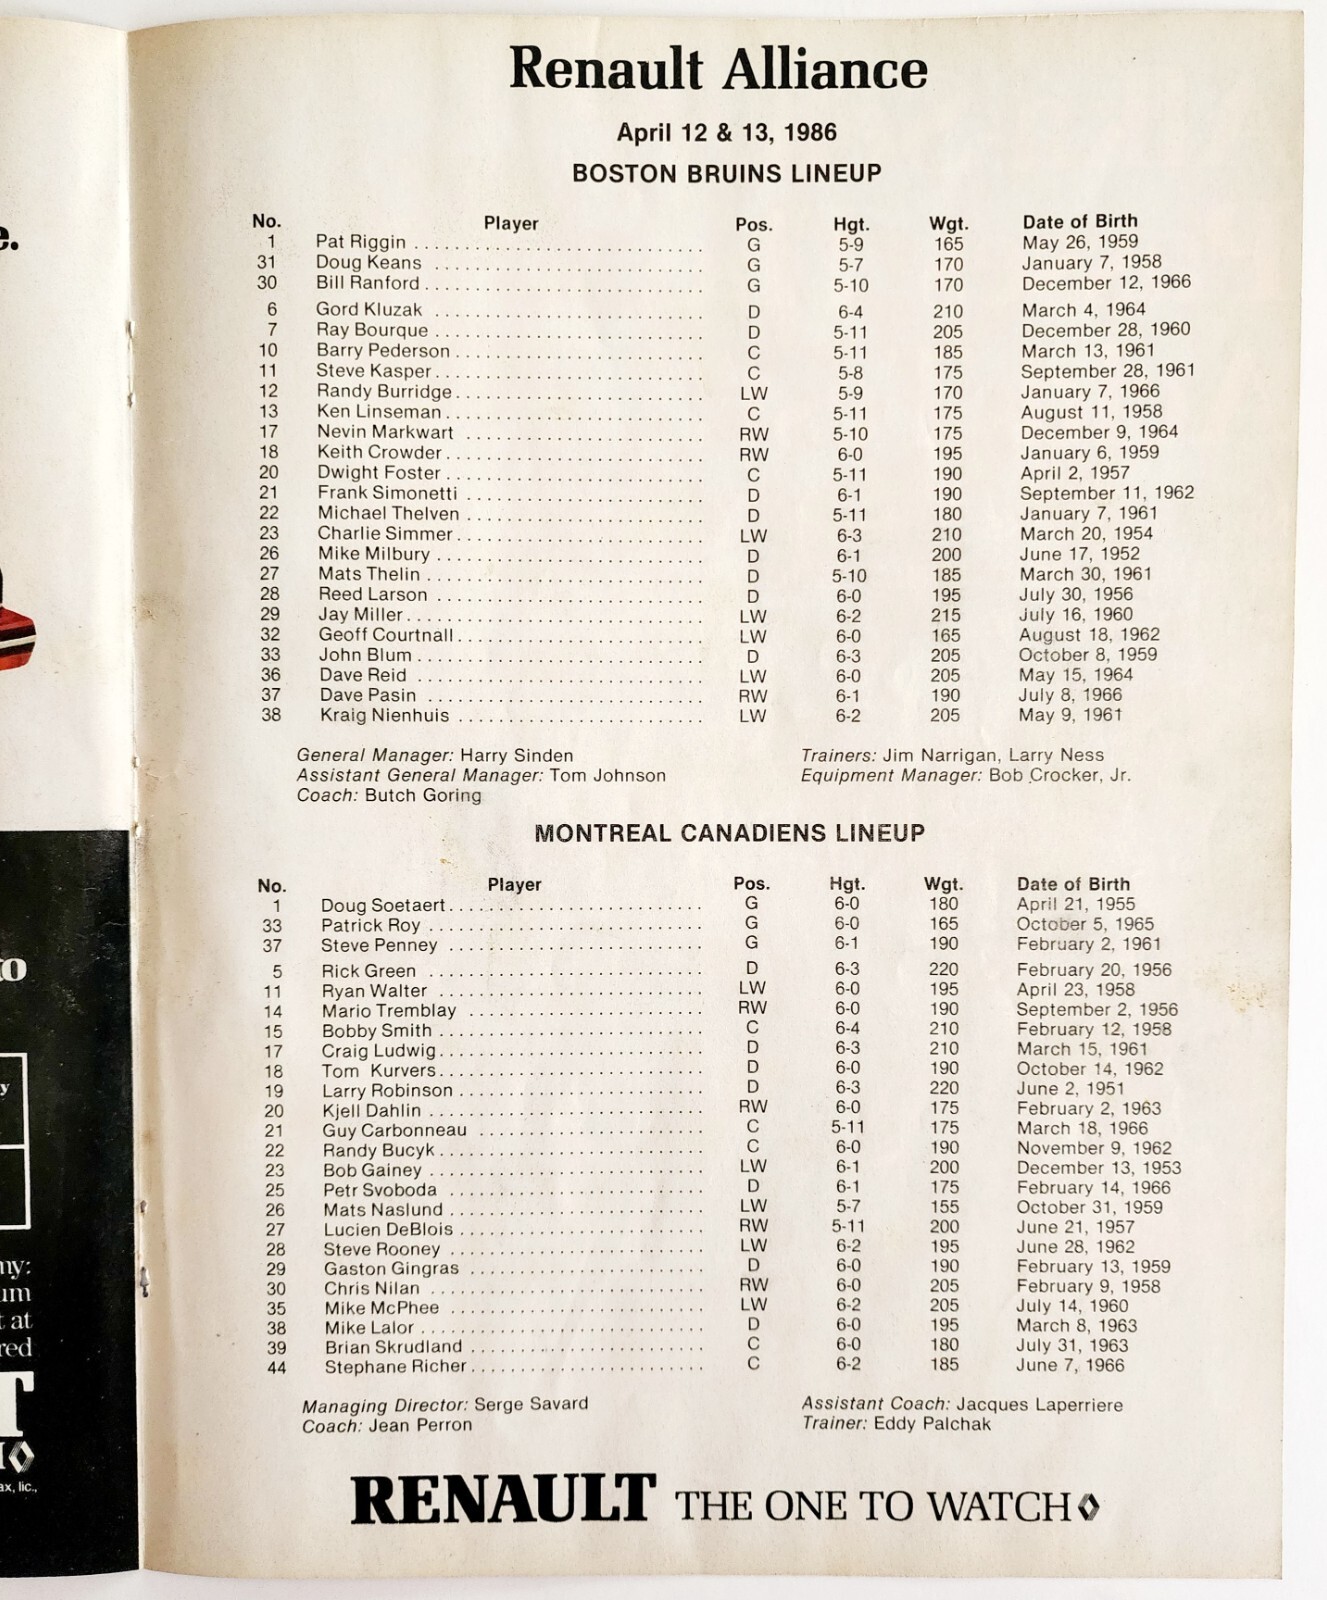 e.
to
y
ny:
um
t at
red
T
ax, llc.,
Renault Alliance
April 12 & 13, 1986
BOSTON BRUINS LINEUP
No. Player Pos. Hgt. Wgt. Date of Birth
1 Pat Riggin G 5-9 165 May 26, 1959
31 Doug Keans G 5-7 170 January 7, 1958
30 Bill Ranford G 5-10 170 December 12, 1966
6 Gord Kluzak D 6-4 210 March 4, 1964
7 Ray Bourque D 5-11 205 December 28, 1960
10 Barry Pederson C 5-11 185 March 13, 1961
11 Steve Kasper C 5-8 175 September 28, 1961
12 Randy Burridge LW 5-9 170 January 7, 1966
13 Ken Linseman C 5-11 175 August 11, 1958
17 Nevin Markwart RW 5-10 175 December 9, 1964
18 Keith Crowder RW 6-0 195 January 6, 1959
20 Dwight Foster C 5-11 190 April 2, 1957
21 Frank Simonetti D 6-1 190 September 11, 1962
22 Michael Thelven D 5-11 180 January 7, 1961
23 Charlie Simmer LW 6-3 210 March 20, 1954
26 Mike Milbury D 6-1 200 June 17, 1952
27 Mats Thelin D 5-10 185 March 30, 1961
28 Reed Larson D 6-0 195 July 30, 1956
29 Jay Miller LW 6-2 215 July 16, 1960
32 Geoff Courtnall LW 6-0 165 August 18, 1962
33 John Blum D 6-3 205 October 8, 1959
36 Dave Reid LW 6-0 205 May 15, 1964
37 Dave Pasin RW 6-1 190 July 8, 1966
38 Kraig Nienhuis LW 6-2 205 May 9, 1961
General Manager: Harry Sinden Trainers: Jim Narrigan, Larry Ness
Assistant General Manager: Tom Johnson Equipment Manager: Bob Crocker, Jr.
Coach: Butch Goring
MONTREAL CANADIENS LINEUP
No. Player Pos. Hgt. Wgt. Date of Birth
1 Doug Soetaert G 6-0 180 April 21, 1955
33 Patrick Roy G 6-0 165 October 5, 1965
37 Steve Penney G 6-1 190 February 2, 1961
5 Rick Green D 6-3 220 February 20, 1956
11 Ryan Walter LW 6-0 195 April 23, 1958
14 Mario Tremblay RW 6-0 190 September 2, 1956
15 Bobby Smith C 6-4 210 February 12, 1958
17 Craig Ludwig D 6-3 210 March 15, 1961
18 Tom Kurvers D 6-0 190 October 14, 1962
19 Larry Robinson D 6-3 220 June 2, 1951
20 Kjell Dahlin RW 6-0 175 February 2, 1963
21 Guy Carbonneau C 5-11 175 March 18, 1966
22 Randy Bucyk C 6-0 190 November 9, 1962
23 Bob Gainey LW 6-1 200 December 13, 1953
25 Petr Svoboda D 6-1 175 February 14, 1966
26 Mats Naslund LW 5-7 155 October 31, 1959
27 Lucien DeBlois RW 5-11 200 June 21, 1957
28 Steve Rooney LW 6-2 195 June 28, 1962
29 Gaston Gingras D 6-0 190 February 13, 1959
30 Chris Nilan RW 6-0 205 February 9, 1958
35 Mike McPhee LW 6-2 205 July 14, 1960
38 Mike Lalor D 6-0 195 March 8, 1963
39 Brian Skrudland C 6-0 180 July 31, 1963
44 Stephane Richer C 6-2 185 June 7, 1966
Managing Director: Serge Savard Assistant Coach: Jacques Laperriere
Coach: Jean Perron Trainer: Eddy Palchak
RENAULT THE ONE TO WATCH